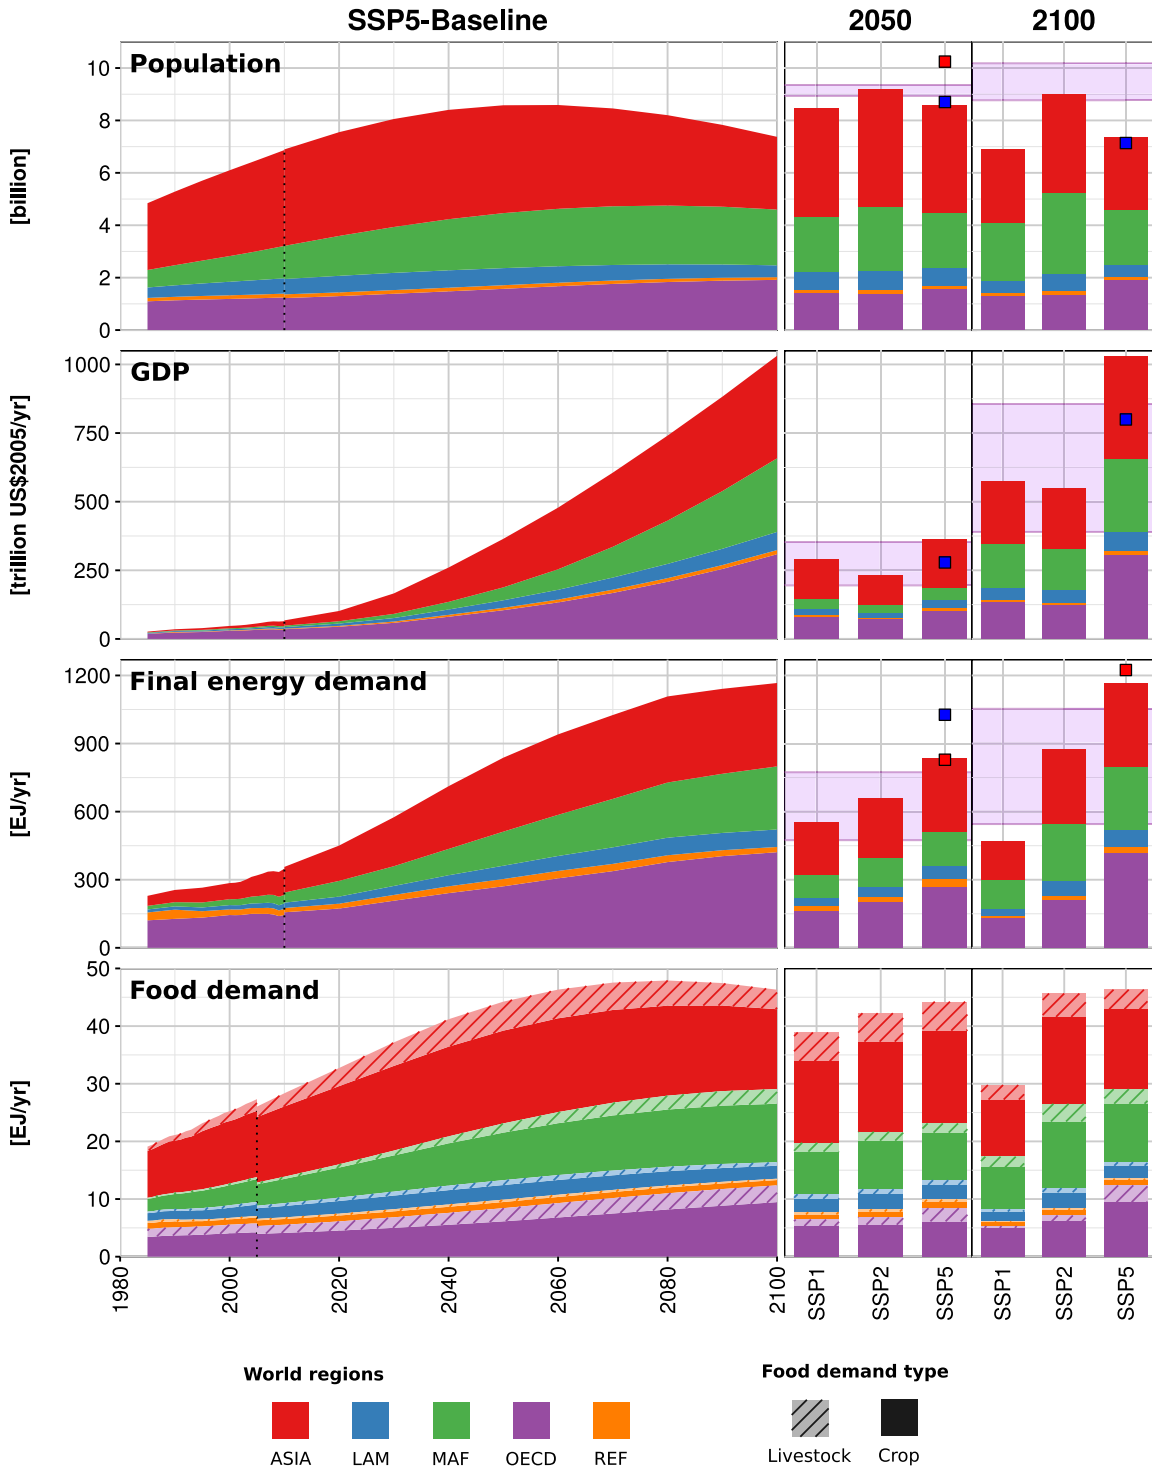 SSP5-Baseline 2050 2100
Population
[billion]
10
8
6
4
2
0
GDP
[trillion US$2005/yr]
1000
750
500
250
0
Final energy demand
[EJ/yr]
1200
900
600
300
0
Food demand
[EJ/yr]
50
40
30
20
10
0
1980 2000 2020 2040 2060 2080 2100 SSP1 SSP2 SSP5 SSP1 SSP2 SSP5
World regions Food demand type
ASIA LAM MAF OECD REF Livestock Crop